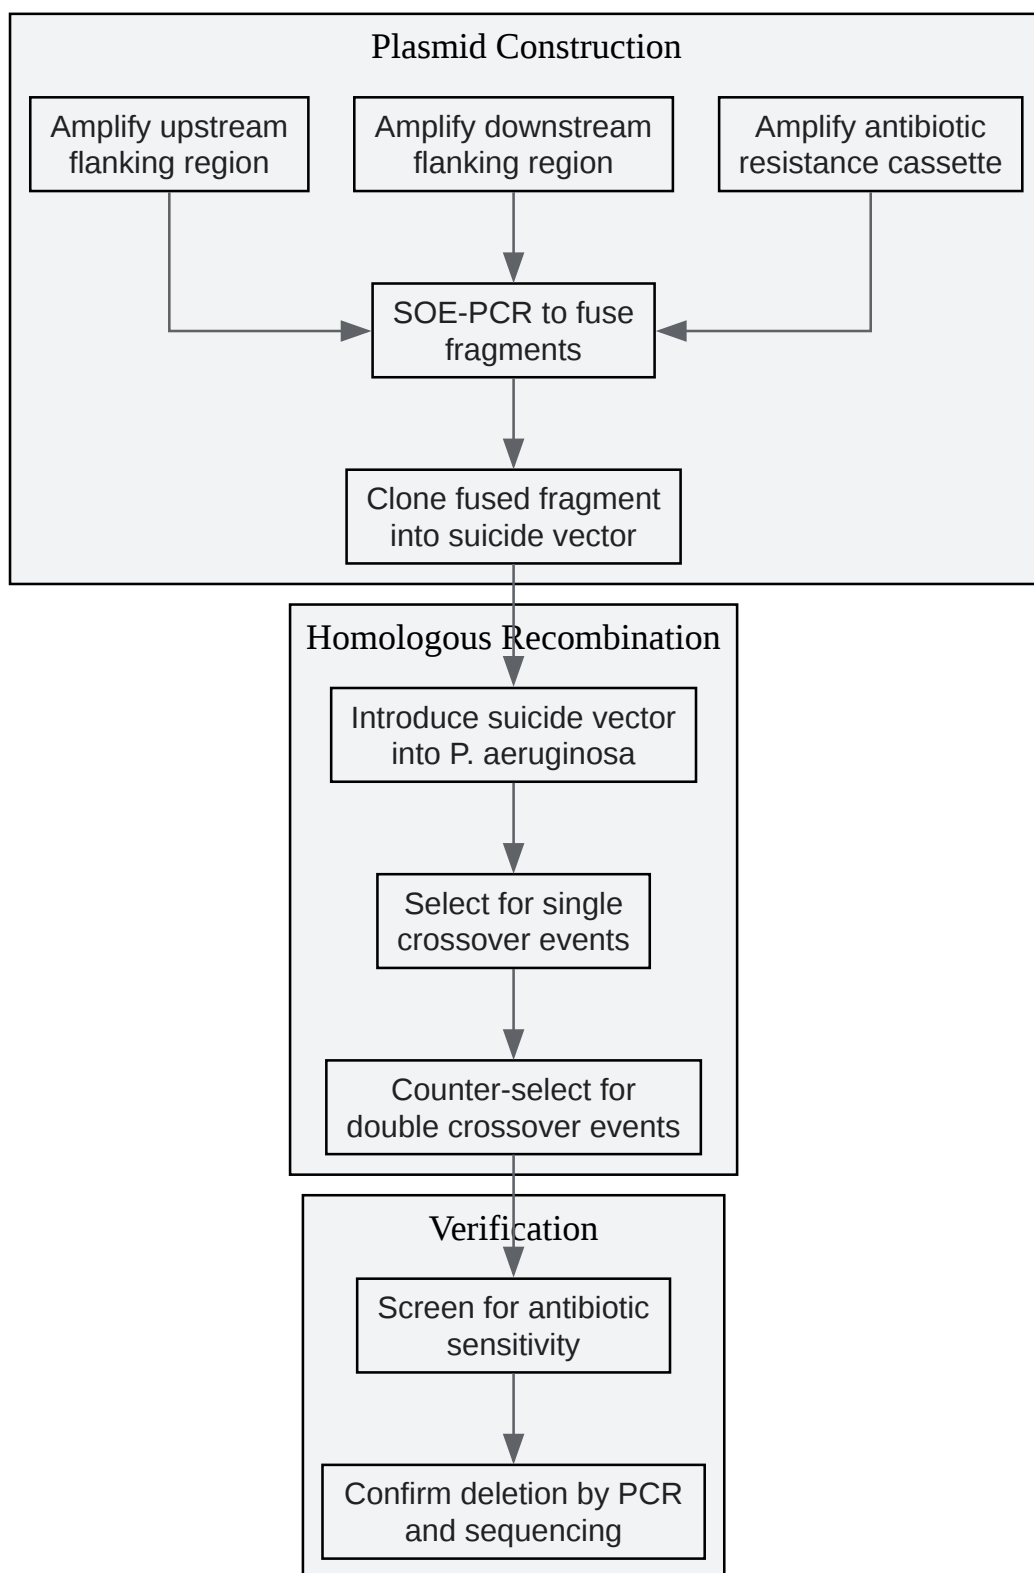 Plasmid Construction
Amplify upstream
flanking region
Amplify downstream
flanking region
Amplify antibiotic
resistance cassette
SOE-PCR to fuse
fragments
Clone fused fragment
into suicide vector
Homologous Recombination
Introduce suicide vector
into P. aeruginosa
Select for single
crossover events
Counter-select for
double crossover events
Verification
Screen for antibiotic
sensitivity
Confirm deletion by PCR
and sequencing